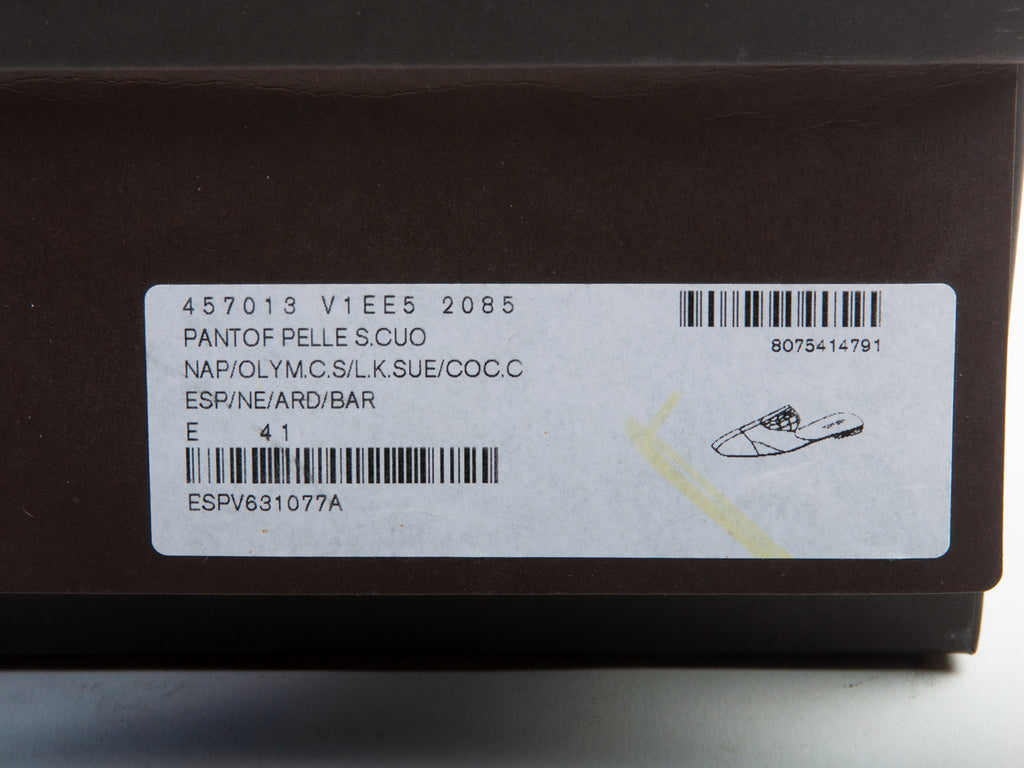 457013 V1EE5 2085
PANTOF PELLE S.CUO
NAP/OLYM.C.S/L.K.SUE/COC.C
ESP/NE/ARD/BAR
E 41
ESPV631077A
8075414791